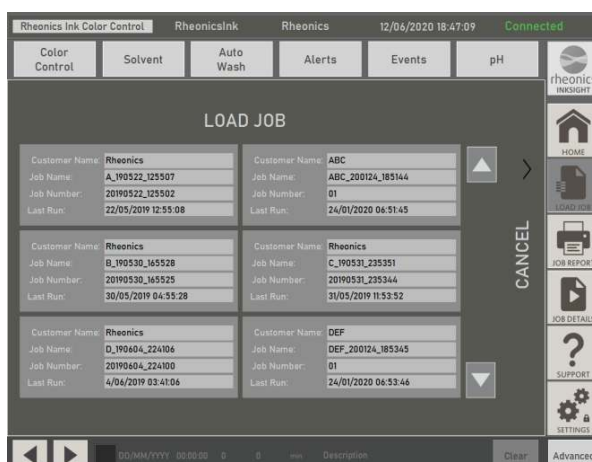 Rheonics Ink Color Control RheonicsInk Rheonics 12/06/2020 18:47:09 Connected
Color Control
Solvent
Auto Wash
Alerts
Events
pH
rheonics
INKSIGHT
LOAD JOB
Customer Name: Rheonics
Job Name: A_190522_125507
Job Number: 20190522_125502
Last Run: 22/05/2019 12:55:08
Customer Name: ABC
Job Name: ABC_200124_185144
Job Number: 01
Last Run: 24/01/2020 06:51:45
Customer Name: Rheonics
Job Name: B_190530_165528
Job Number: 20190530_165525
Last Run: 30/05/2019 04:55:28
Customer Name: Rheonics
Job Name: C_190531_235351
Job Number: 20190531_235344
Last Run: 31/05/2019 11:53:52
Customer Name: Rheonics
Job Name: D_190604_224106
Job Number: 20190604_224100
Last Run: 4/06/2019 03:41:06
Customer Name: DEF
Job Name: DEF_200124_185345
Job Number: 01
Last Run: 24/01/2020 06:53:46
CANCEL
HOME
LOAD JOB
JOB REPORT
JOB DETAILS
SUPPORT
SETTINGS
DD/MM/YYYY 00:00:00 0 0 min Description
Clear
Advanced